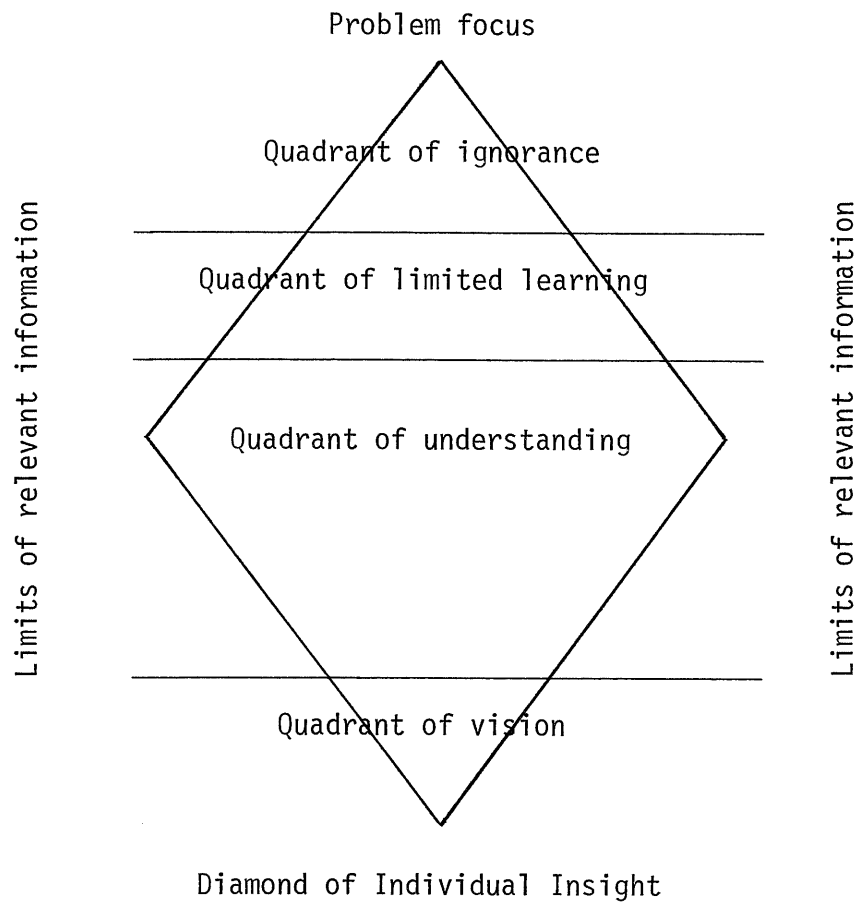 Problem focus
Quadrant of ignorance
Limits of relevant information
Limits of relevant information
Quadrant of limited learning
Quadrant of understanding
Quadrant of vision
Diamond of Individual Insight